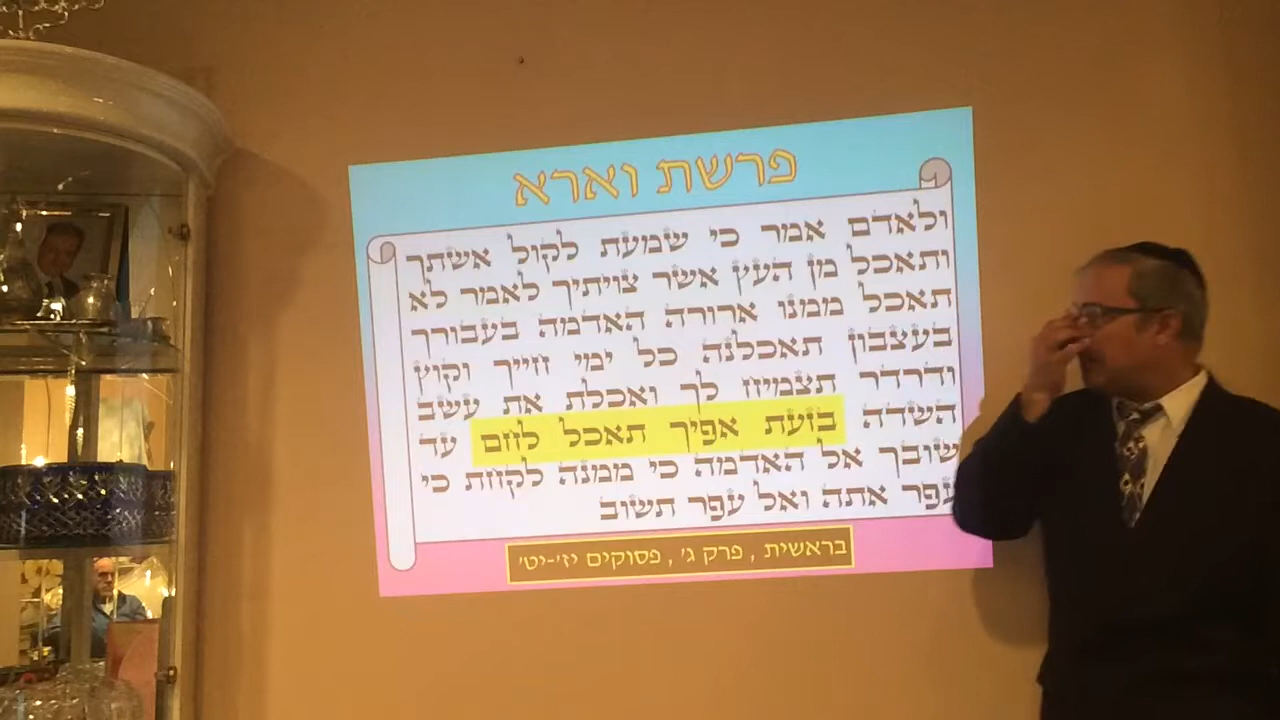 פרשת וארא
ולאדם אמר כי שמעת לקול אשתך
ותאכל מן העץ אשר צויתיך לאמר לא
תאכל ממנו ארורה האדמה בעבורך
בעצבון תאכלנה כל ימי חייך וקוץ
ודרדר תצמיח לך ואכלת את עשב
השדה בזעת אפיך תאכל לחם עד
שובך אל האדמה כי ממנה לקחת כי
עפר אתה ואל עפר תשוב
בראשית , פרק ג', פסוקים יז'-יט'